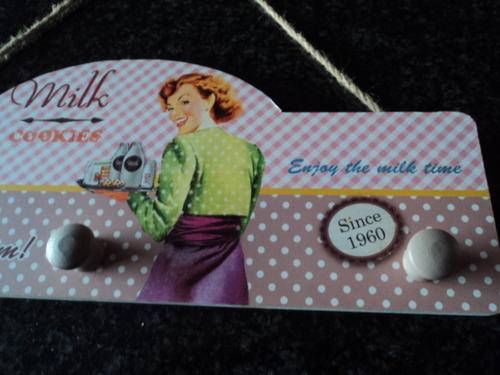 Milk
COOKIES
Enjoy the milk time
Since
1960